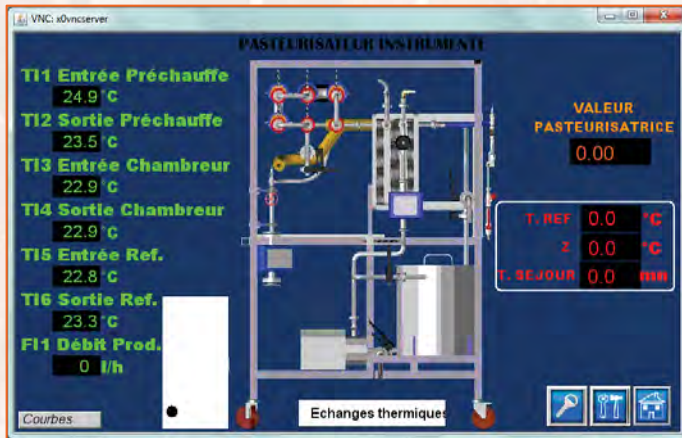 VNC: x0vncserver
PASTEURISATEUR INSTRUMENTE
TI1 Entrée Préchauffe
24.9 °C
TI2 Sortie Préchauffe
23.5 °C
TI3 Entrée Chambreur
22.9 °C
TI4 Sortie Chambreur
22.9 °C
TI5 Entrée Ref.
22.8 °C
TI6 Sortie Ref.
23.3 °C
FI1 Débit Prod.
0 l/h
Courbes
Echanges thermiques
VALEUR
PASTEURISATRICE
0.00
T. REF 0.0 °C
Z 0.0 °C
T. SEJOUR 0.0 mn